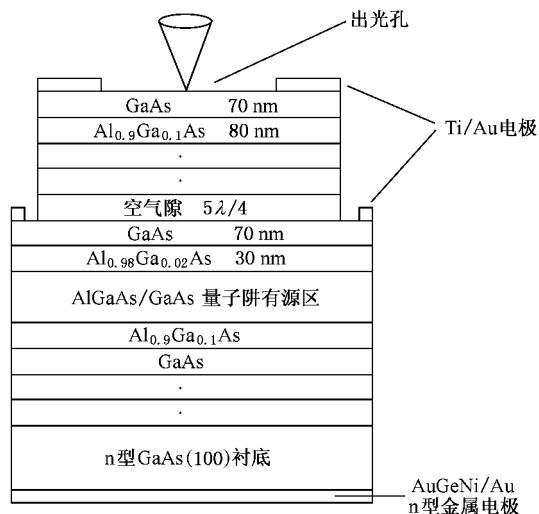 出光孔
GaAs 70 nm
Al₀.₉Ga₀.₁As 80 nm
Ti/Au电极
空气隙 5λ/4
GaAs 70 nm
Al₀.₉₈Ga₀.₀₂As 30 nm
AlGaAs/GaAs 量子阱有源区
Al₀.₉Ga₀.₁As
GaAs
n型GaAs(100)衬底
AuGeNi/Au
n型金属电极